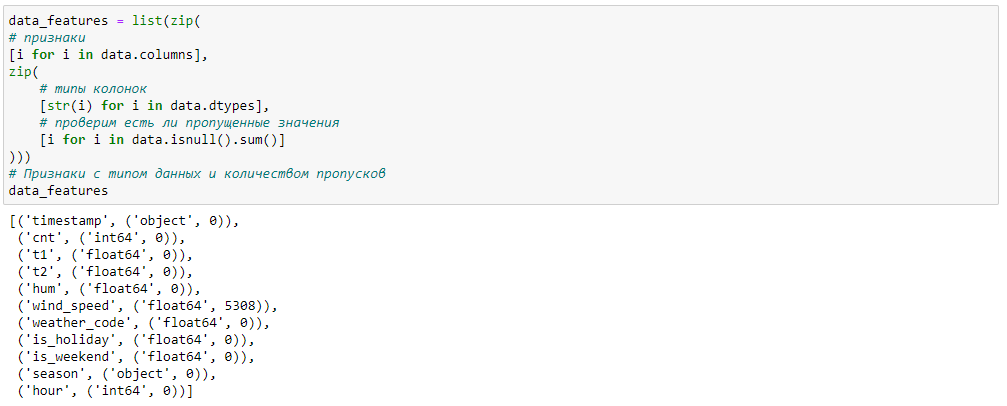 data_features = list(zip(
# признаки
[i for i in data.columns],
zip(
    # типы колонок
    [str(i) for i in data.dtypes],
    # проверим есть ли пропущенные значения
    [i for i in data.isnull().sum()]
)))
# Признаки с типом данных и количеством пропусков
data_features
[('timestamp', ('object', 0)),
 ('cnt', ('int64', 0)),
 ('t1', ('float64', 0)),
 ('t2', ('float64', 0)),
 ('hum', ('float64', 0)),
 ('wind_speed', ('float64', 5308)),
 ('weather_code', ('float64', 0)),
 ('is_holiday', ('float64', 0)),
 ('is_weekend', ('float64', 0)),
 ('season', ('object', 0)),
 ('hour', ('int64', 0))]